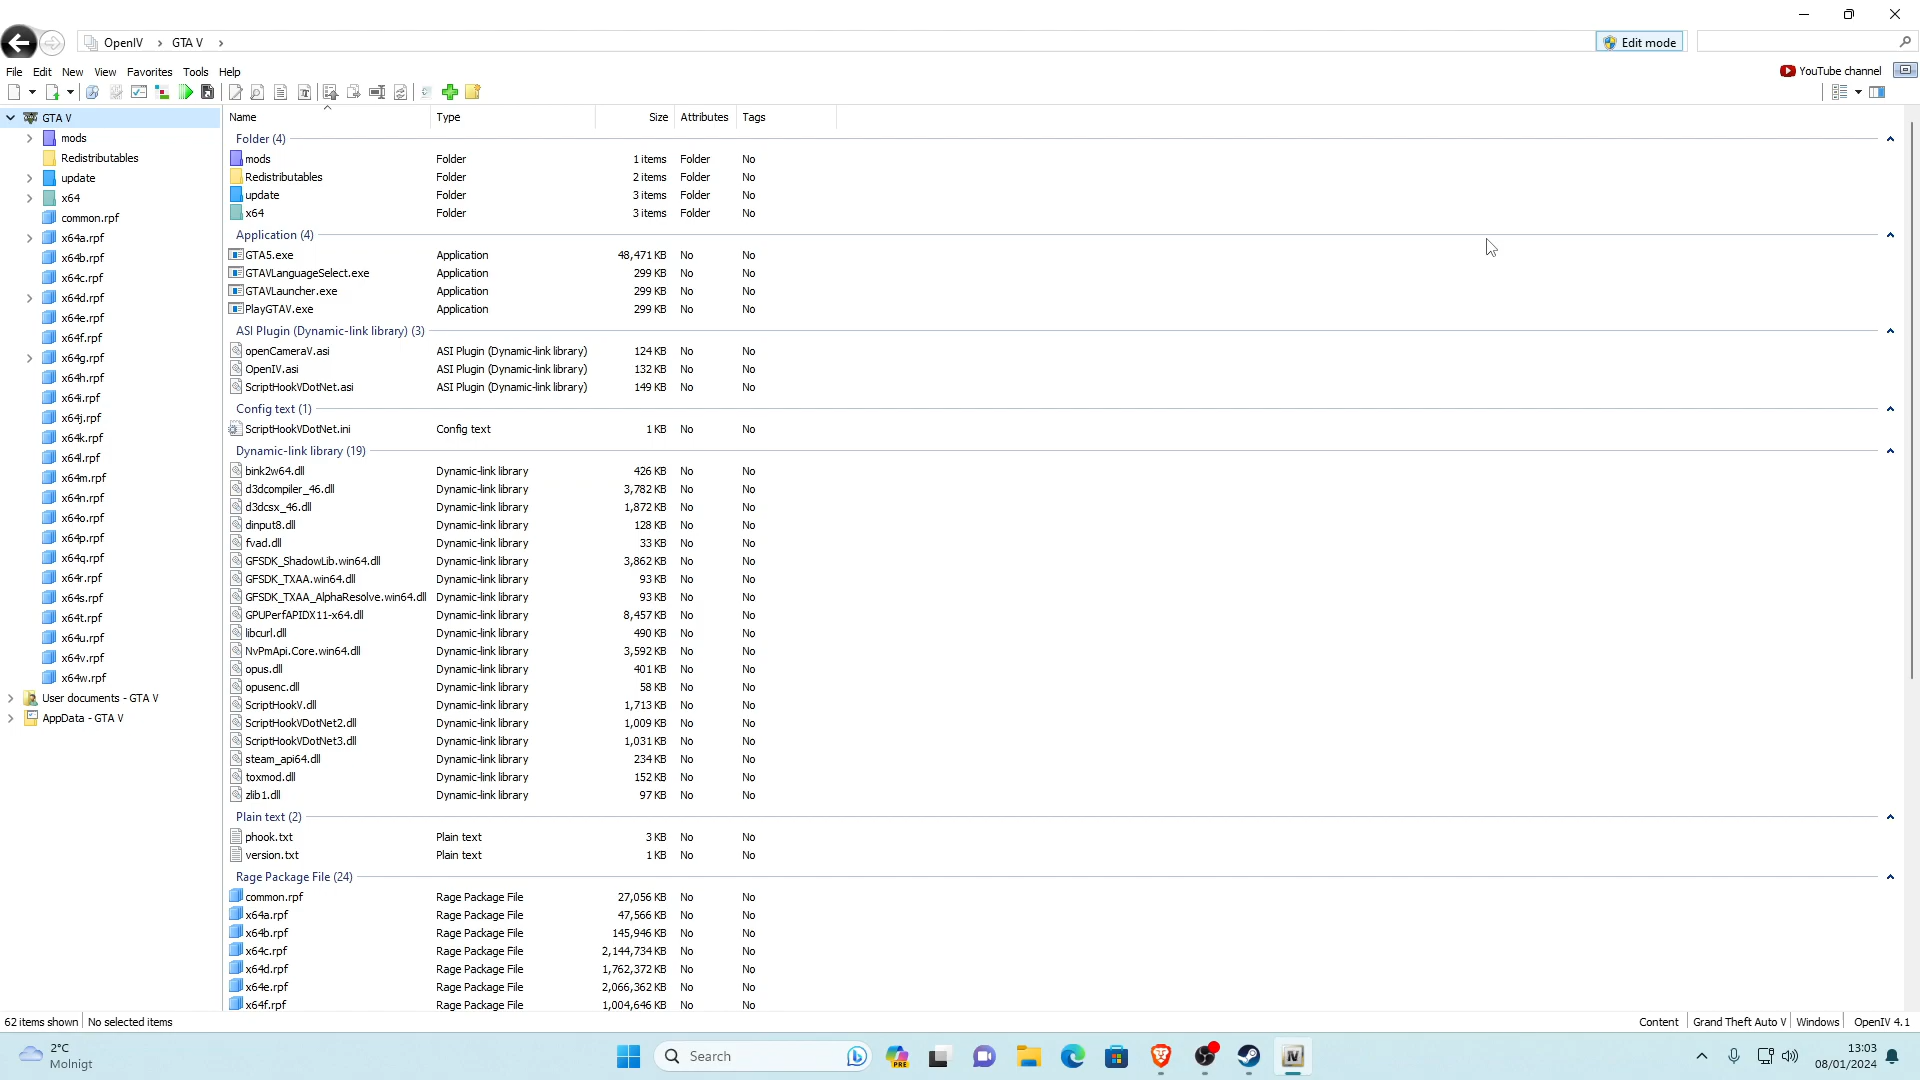 OpenIV
GTA V
Edit mode
File Edit New View Favorites Tools Help
YouTube channel
GTA V
mods
Redistributables
update
x64
common.rpf
x64a.rpf
x64b.rpf
x64c.rpf
x64d.rpf
x64e.rpf
x64f.rpf
x64g.rpf
x64h.rpf
x64i.rpf
x64j.rpf
x64k.rpf
x64l.rpf
x64m.rpf
x64n.rpf
x64o.rpf
x64p.rpf
x64q.rpf
x64r.rpf
x64s.rpf
x64t.rpf
x64u.rpf
x64v.rpf
x64w.rpf
User documents - GTA V
AppData - GTA V
Name Type Size Attributes Tags
Folder (4)
mods Folder 1 items Folder No
Redistributables Folder 2 items Folder No
update Folder 3 items Folder No
x64 Folder 3 items Folder No
Application (4)
GTA5.exe Application 48,471 KB No No
GTAVLanguageSelect.exe Application 299 KB No No
GTAVLauncher.exe Application 299 KB No No
PlayGTAV.exe Application 299 KB No No
ASI Plugin (Dynamic-link library) (3)
openCameraV.asi ASI Plugin (Dynamic-link library) 124 KB No No
OpenIV.asi ASI Plugin (Dynamic-link library) 132 KB No No
ScriptHookVDotNet.asi ASI Plugin (Dynamic-link library) 149 KB No No
Config text (1)
ScriptHookVDotNet.ini Config text 1 KB No No
Dynamic-link library (19)
bink2w64.dll Dynamic-link library 426 KB No No
d3dcompiler_46.dll Dynamic-link library 3,782 KB No No
d3dcsx_46.dll Dynamic-link library 1,872 KB No No
dinput8.dll Dynamic-link library 128 KB No No
fvad.dll Dynamic-link library 33 KB No No
GFSDK_ShadowLib.win64.dll Dynamic-link library 3,862 KB No No
GFSDK_TXAA.win64.dll Dynamic-link library 93 KB No No
GFSDK_TXAA_AlphaResolve.win64.dll Dynamic-link library 93 KB No No
GPUPerfAPIDX11-x64.dll Dynamic-link library 8,457 KB No No
libcurl.dll Dynamic-link library 490 KB No No
NvPmApi.Core.win64.dll Dynamic-link library 3,592 KB No No
opus.dll Dynamic-link library 401 KB No No
opusenc.dll Dynamic-link library 58 KB No No
ScriptHookV.dll Dynamic-link library 1,713 KB No No
ScriptHookVDotNet2.dll Dynamic-link library 1,009 KB No No
ScriptHookVDotNet3.dll Dynamic-link library 1,031 KB No No
steam_api64.dll Dynamic-link library 234 KB No No
toxmod.dll Dynamic-link library 152 KB No No
zlib1.dll Dynamic-link library 97 KB No No
Plain text (2)
phook.txt Plain text 3 KB No No
version.txt Plain text 1 KB No No
Rage Package File (24)
common.rpf Rage Package File 27,056 KB No No
x64a.rpf Rage Package File 47,566 KB No No
x64b.rpf Rage Package File 145,946 KB No No
x64c.rpf Rage Package File 2,144,734 KB No No
x64d.rpf Rage Package File 1,762,372 KB No No
x64e.rpf Rage Package File 2,066,362 KB No No
x64f.rpf Rage Package File 1,004,646 KB No No
62 items shown No selected items
Content Grand Theft Auto V Windows OpenIV 4.1
2°C
Molnigt
Search
PRE
IV
13:03
08/01/2024